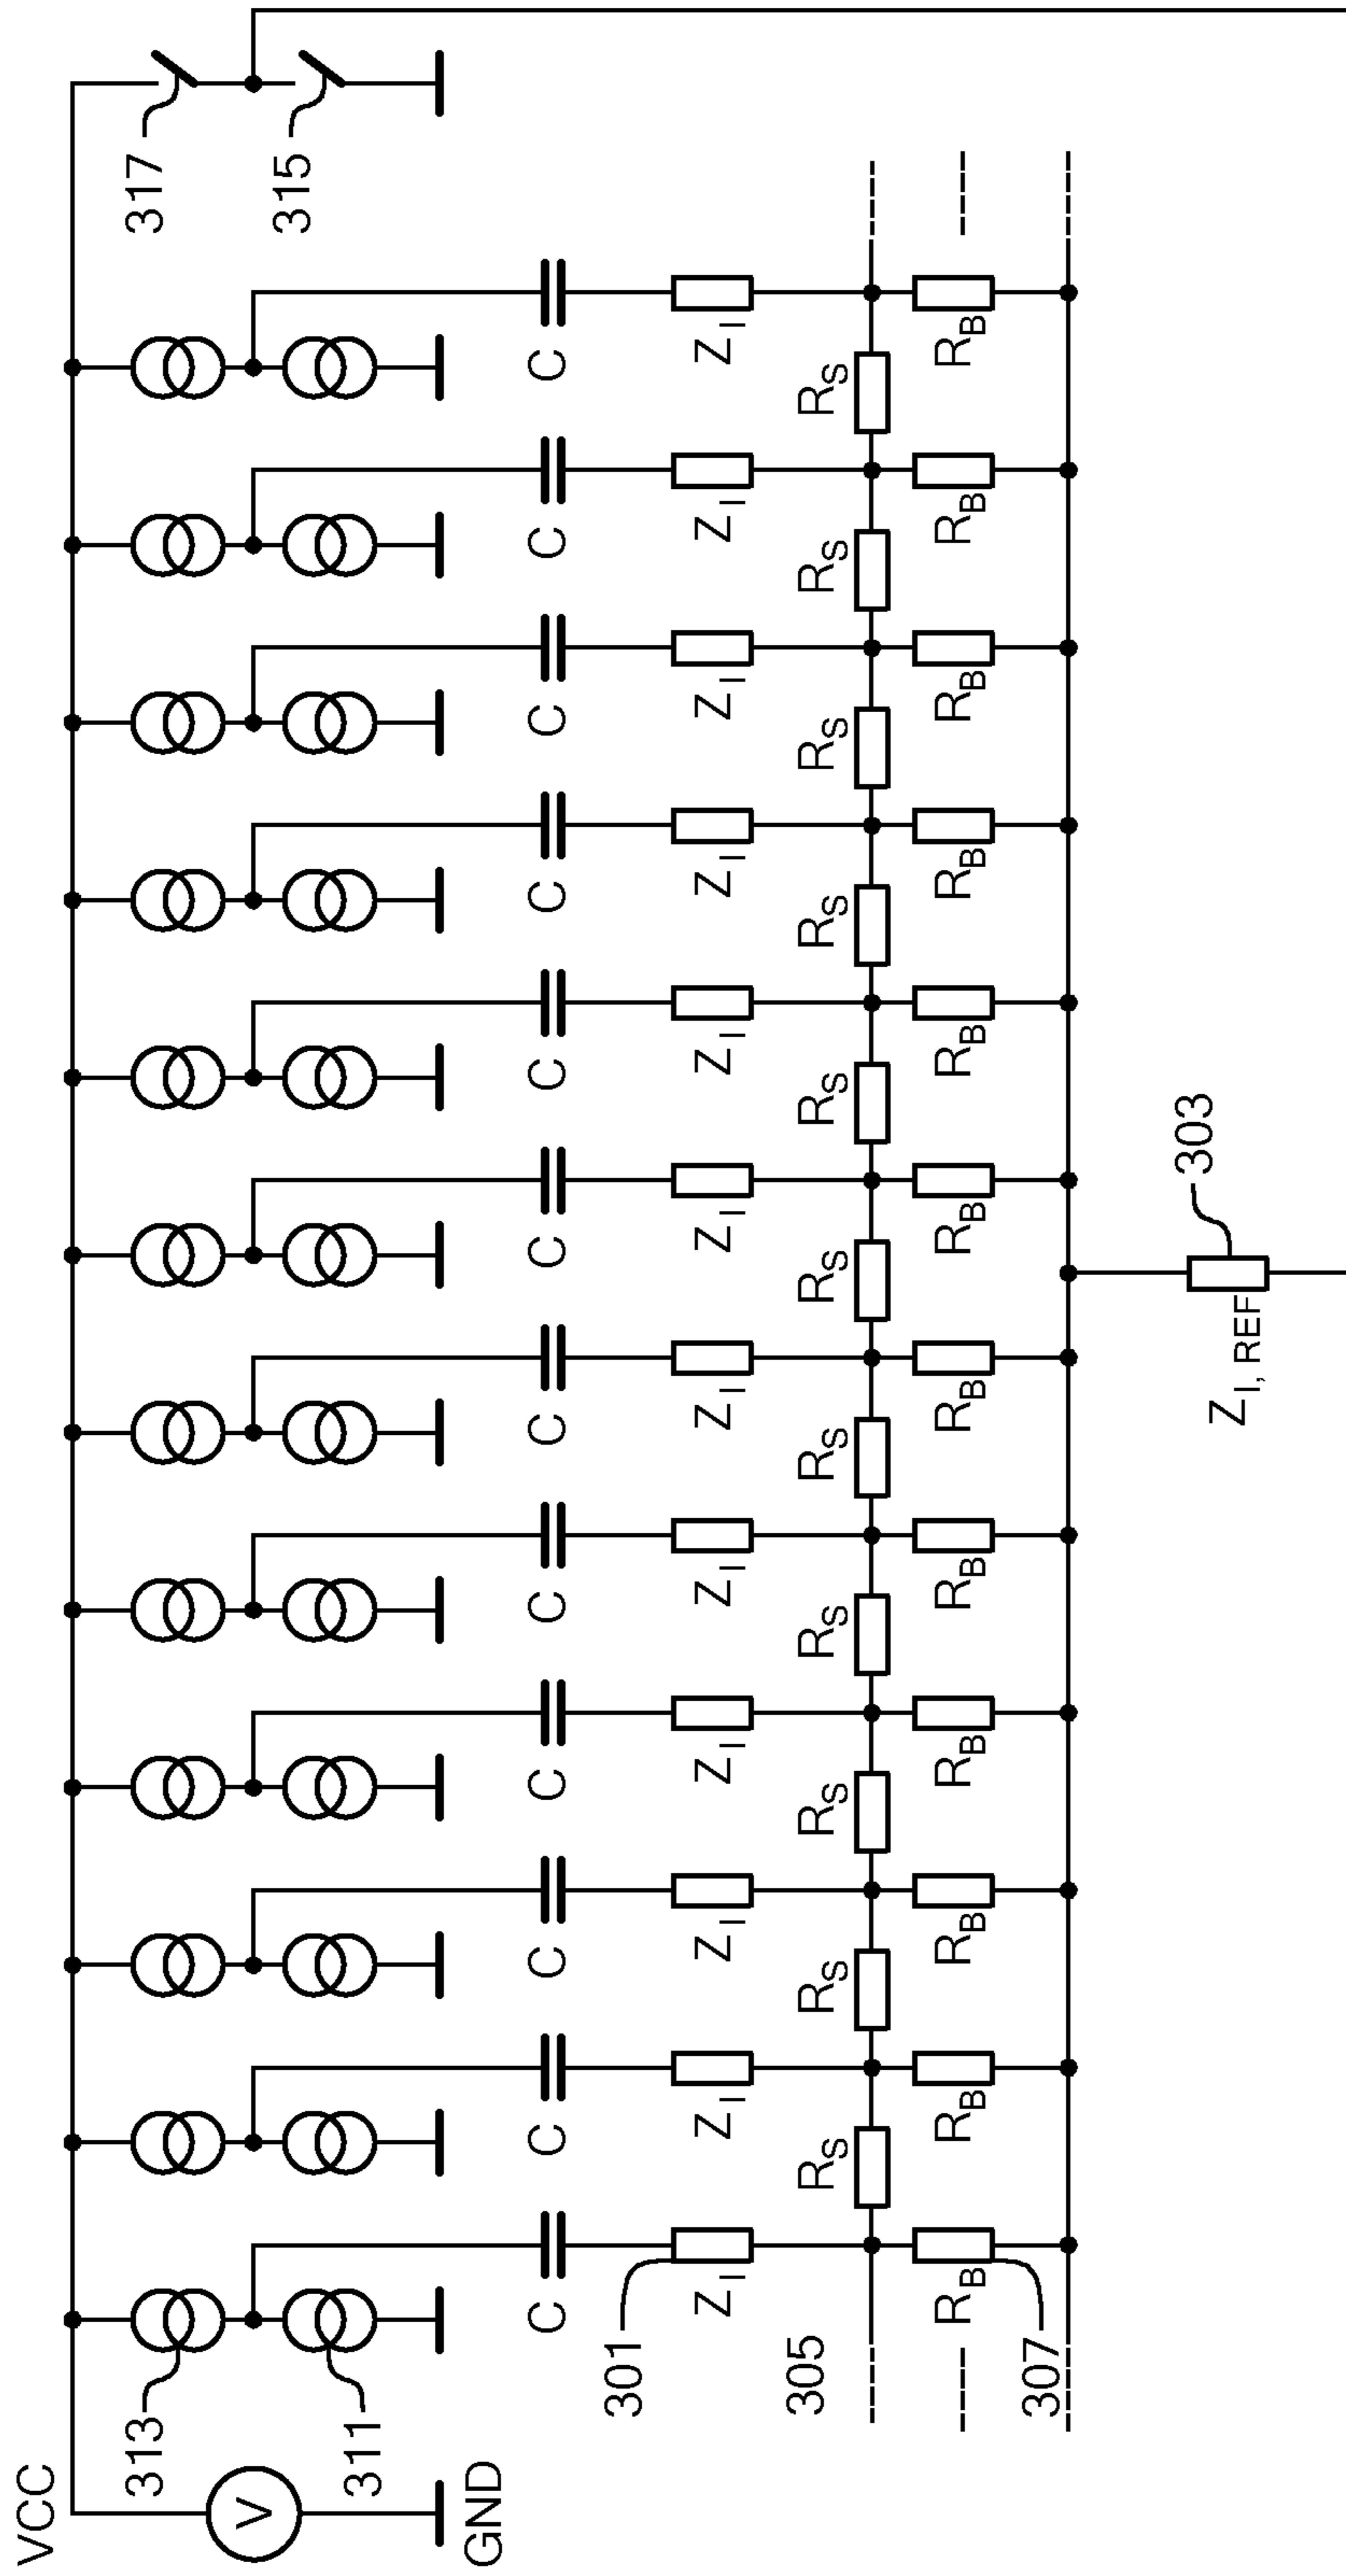 VCC
313 317
V
311 315
GND
C C C C C C C C C C C C
301
Z_I Z_I Z_I Z_I Z_I Z_I Z_I Z_I Z_I Z_I Z_I Z_I
305 R_S R_S R_S R_S R_S R_S R_S R_S R_S R_S R_S
R_B R_B R_B R_B R_B R_B R_B R_B R_B R_B R_B R_B
307
303
Z_I, REF